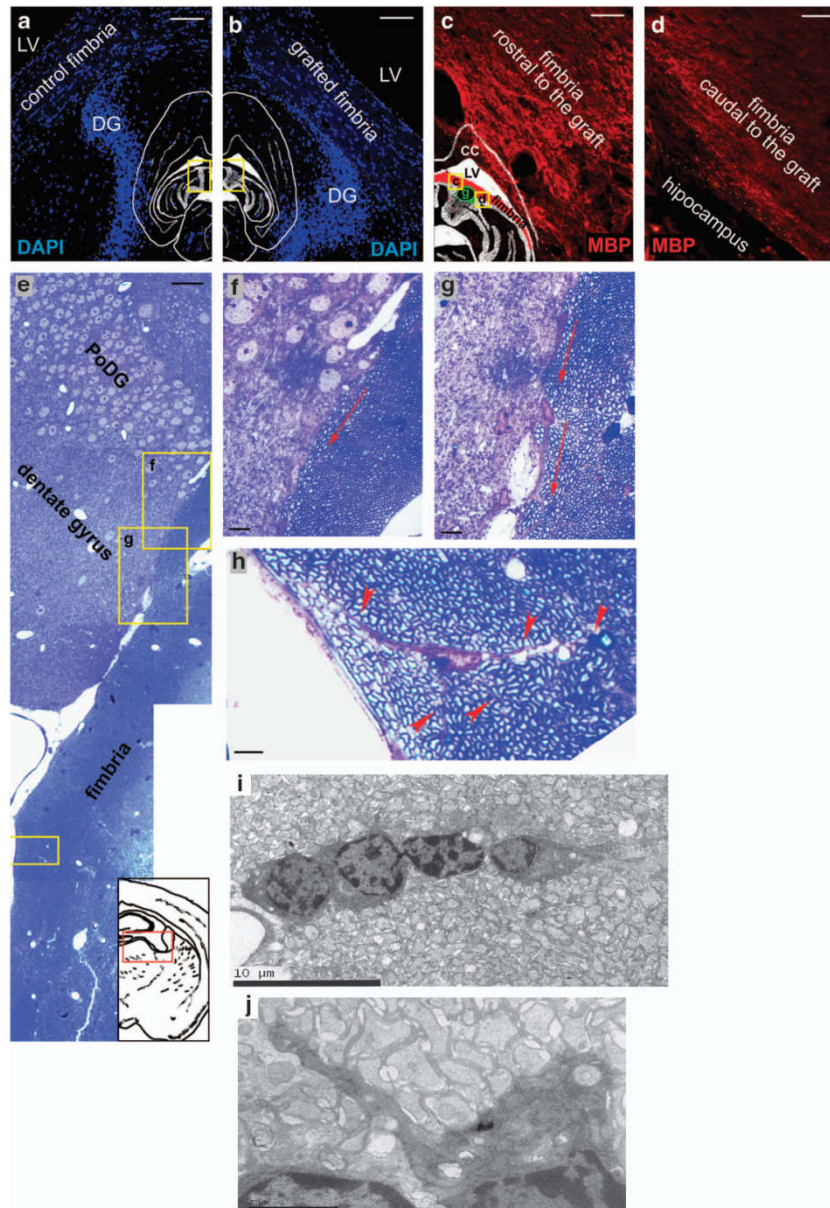 a
LV
control fimbria
DG
DAPI
b
grafted fimbria
LV
DG
DAPI
c
fimbria
rostral to the graft
CC
LV
c
g
d
fimbria
MBP
d
fimbria
caudal to the graft
hipocampus
MBP
e
PoDG
f
dentate gyrus
g
fimbria
f
g
h
i
10 µm
j